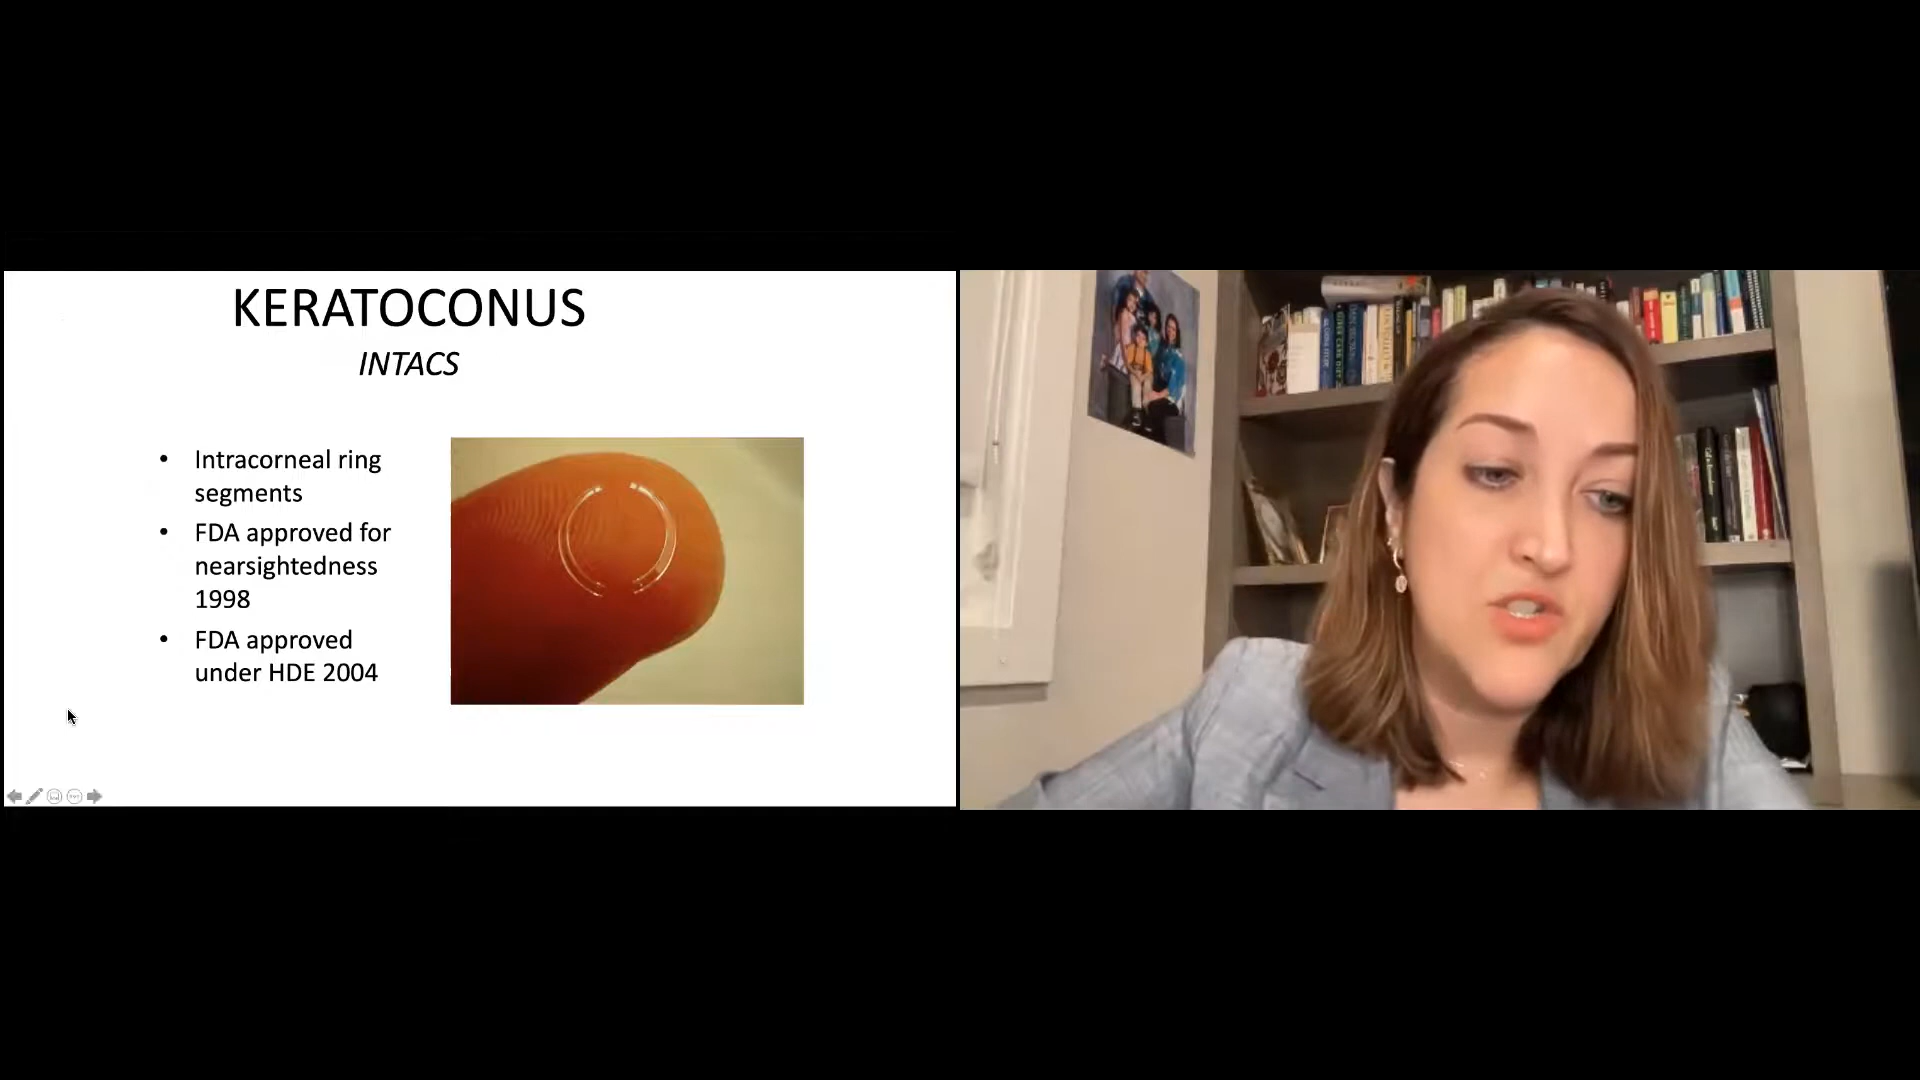 KERATOCONUS
INTACS
• Intracorneal ring
segments
• FDA approved for
nearsightedness
1998
• FDA approved
under HDE 2004